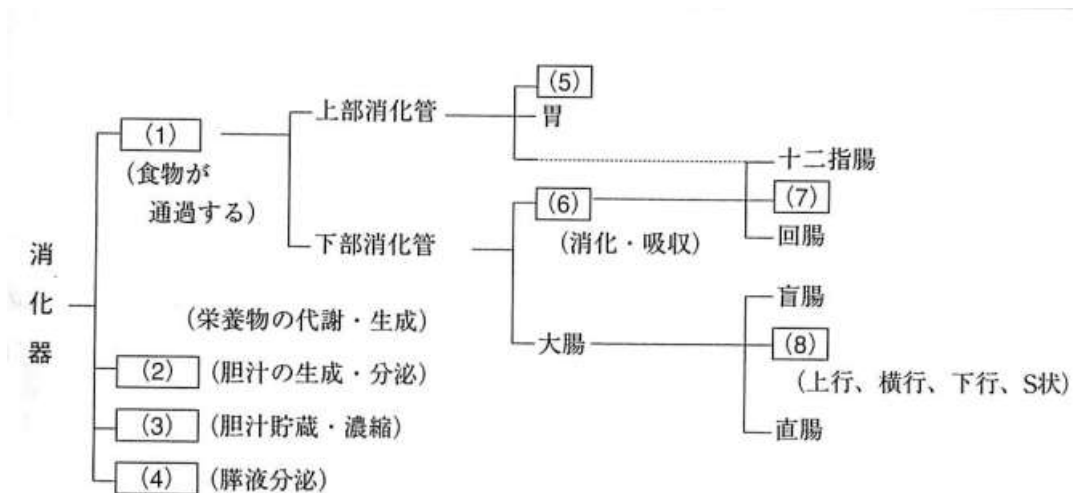 (5)
上部消化管
胃
(1)
十二指腸
(食物が
通過する)
(6)
(7)
下部消化管
(消化・吸収)
回腸
消化器
盲腸
(栄養物の代謝・生成)
大腸
(8)
(2) (胆汁の生成・分泌)
(上行、横行、下行、S状)
(3) (胆汁貯蔵・濃縮)
直腸
(4) (膵液分泌)